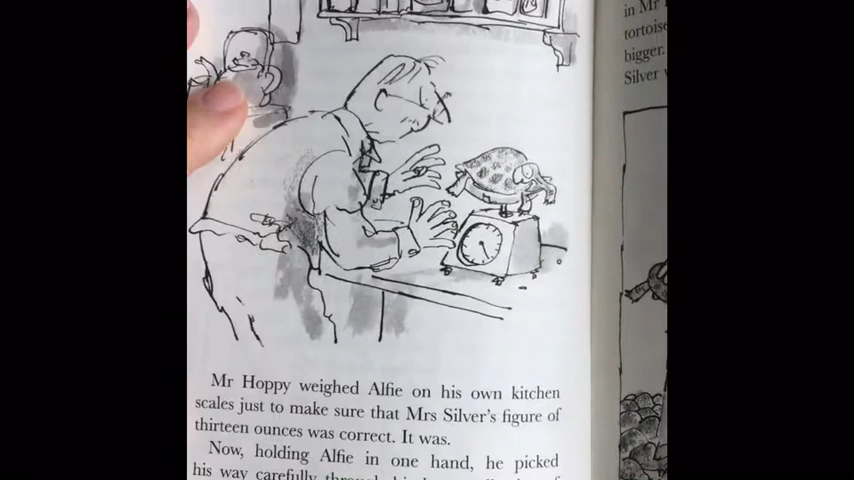 Mr Hoppy weighed Alfie on his own kitchen
scales just to make sure that Mrs Silver's figure of
thirteen ounces was correct. It was.
Now, holding Alfie in one hand, he picked
his way carefully through
in Mr
tortoise
bigger.
Silver